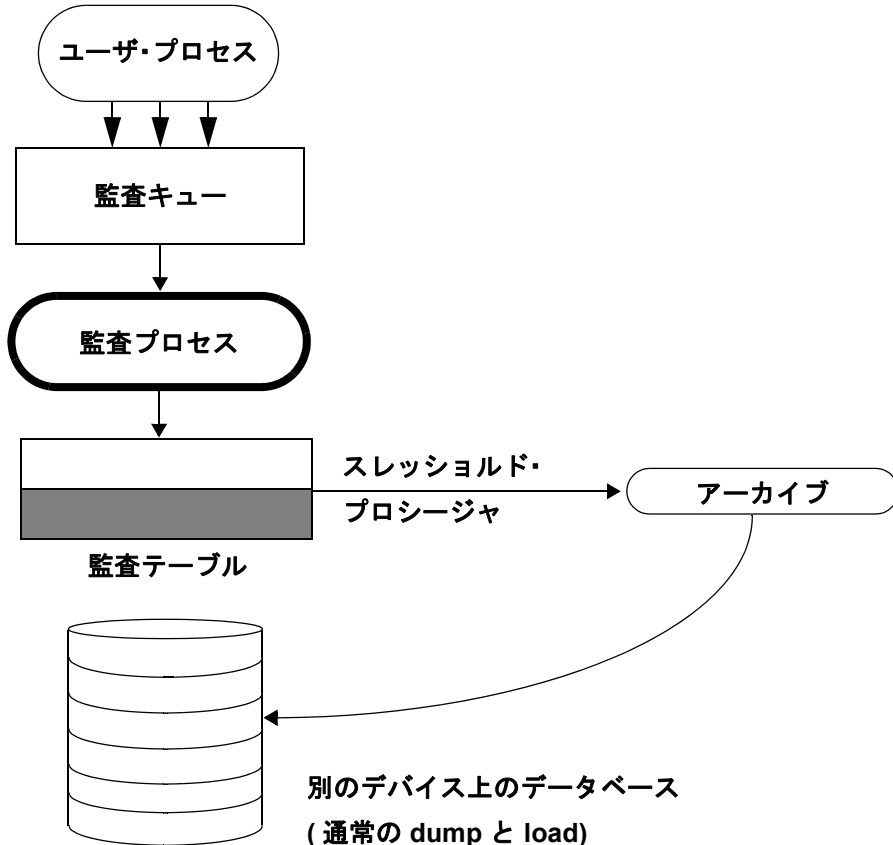 ユーザ・プロセス
監査キュー
監査プロセス
スレッショルド・
プロシージャ
アーカイブ
監査テーブル
別のデバイス上のデータベース
( 通常の dump と load)